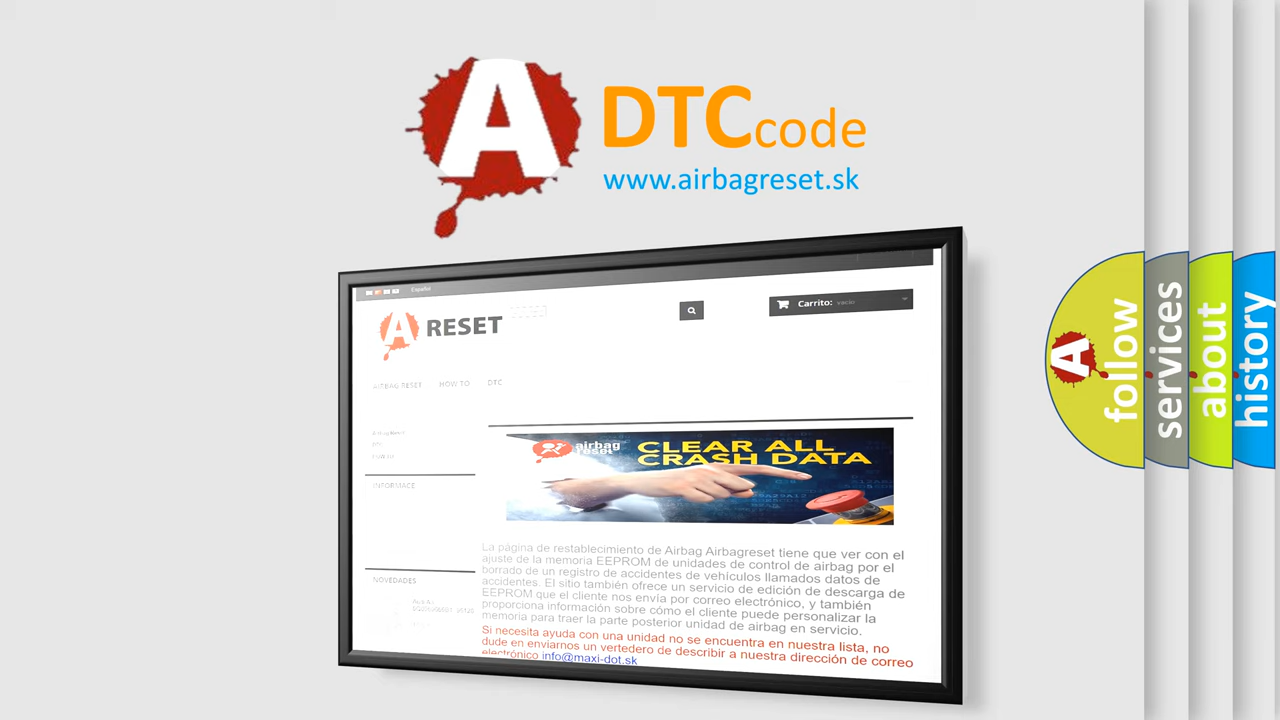 A DTCcode
www.airbagreset.sk
Español
A RESET
Carrito: vacío
AIRBAG RESET HOW TO DTC
INFORMACE
airbag
reset
CLEAR ALL
CRASH DATA
La página de restablecimiento de Airbag Airbagreset tiene que ver con el
ajuste de la memoria EEPROM de unidades de control de airbag por el
borrado de un registro de accidentes de vehículos llamados datos de
accidentes. El sitio también ofrece un servicio de edición de descarga de
EEPROM que el cliente nos envía por correo electrónico, y también
proporciona información sobre cómo el cliente puede personalizar la
memoria para traer la parte posterior unidad de airbag en servicio.
Si necesita ayuda con una unidad no se encuentra en nuestra lista, no
dude en enviarnos un vertedero de describir a nuestra dirección de correo
electrónico info@maxi-dot.sk
NOVEDADES
A
follow
services
about
history